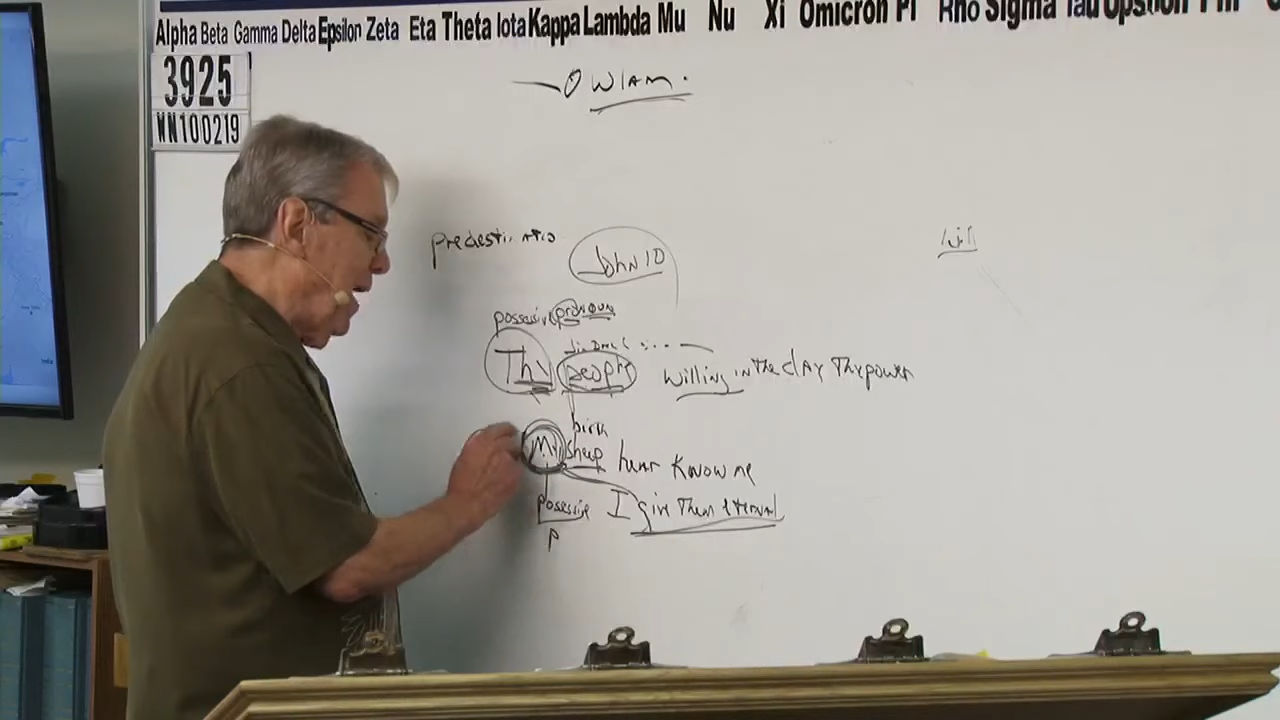 Alpha Beta Gamma Delta Epsilon Zeta Eta Theta Iota Kappa Lambda Mu Nu Xi Omicron Pi Rho Sigma Tau Upsilon Phi
3925
WN100219
OWlAM.
John 10
possessive pronoun
Thy people willing in the day Thy power
birth
My sheep hear Know me
possessive I give Them eternal
P